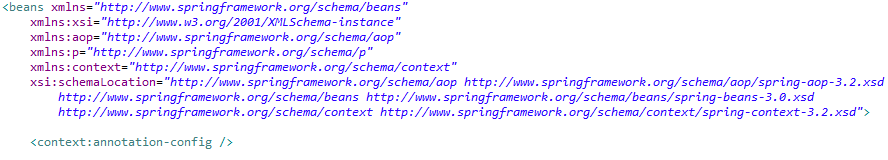 <beans xmlns="http://www.springframework.org/schema/beans"
xmlns:xsi="http://www.w3.org/2001/XMLSchema-instance"
xmlns:aop="http://www.springframework.org/schema/aop"
xmlns:p="http://www.springframework.org/schema/p"
xmlns:context="http://www.springframework.org/schema/context"
xsi:schemaLocation="http://www.springframework.org/schema/aop http://www.springframework.org/schema/aop/spring-aop-3.2.xsd
http://www.springframework.org/schema/beans http://www.springframework.org/schema/beans/spring-beans-3.0.xsd
http://www.springframework.org/schema/context http://www.springframework.org/schema/context/spring-context-3.2.xsd">
<context:annotation-config />